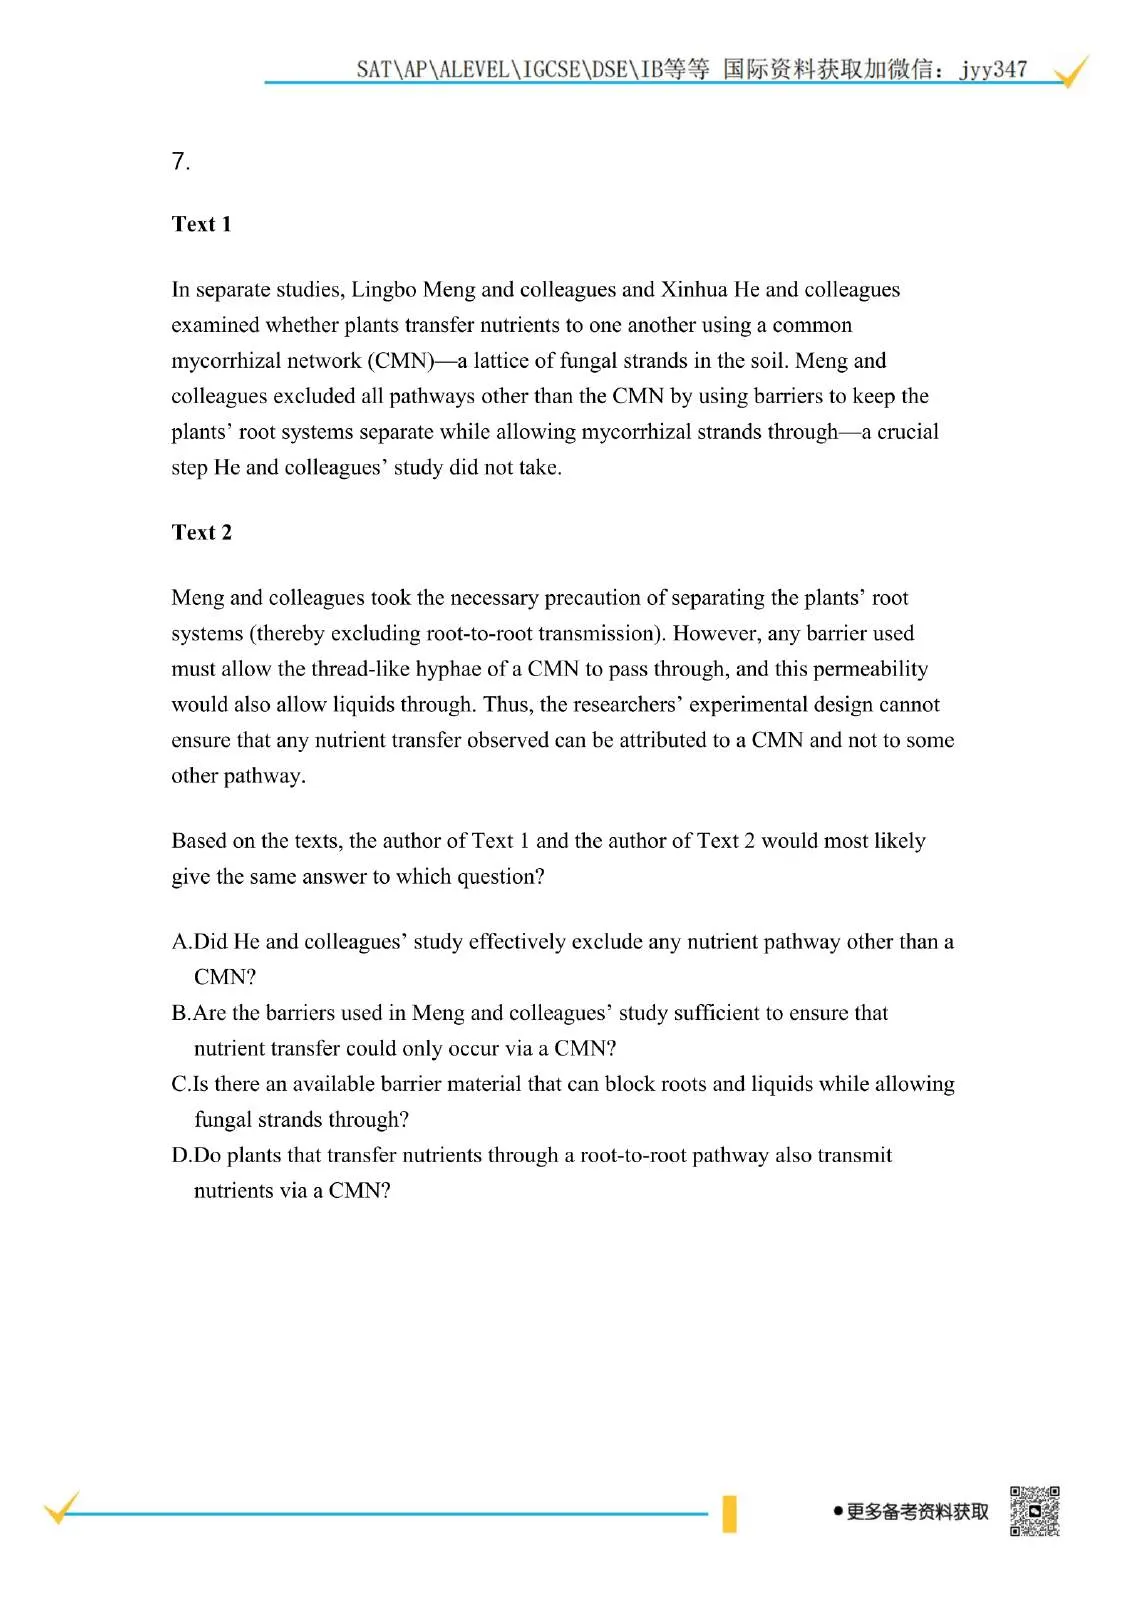 SAT\AP\ALEVEL\IGCSE\DSE\IB等等 国际资料获取加微信：jyy347
7.
Text 1
In separate studies, Lingbo Meng and colleagues and Xinhua He and colleagues
examined whether plants transfer nutrients to one another using a common
mycorrhizal network (CMN)—a lattice of fungal strands in the soil. Meng and
colleagues excluded all pathways other than the CMN by using barriers to keep the
plants’ root systems separate while allowing mycorrhizal strands through—a crucial
step He and colleagues’ study did not take.
Text 2
Meng and colleagues took the necessary precaution of separating the plants’ root
systems (thereby excluding root-to-root transmission). However, any barrier used
must allow the thread-like hyphae of a CMN to pass through, and this permeability
would also allow liquids through. Thus, the researchers’ experimental design cannot
ensure that any nutrient transfer observed can be attributed to a CMN and not to some
other pathway.
Based on the texts, the author of Text 1 and the author of Text 2 would most likely
give the same answer to which question?
A.Did He and colleagues’ study effectively exclude any nutrient pathway other than a
CMN?
B.Are the barriers used in Meng and colleagues’ study sufficient to ensure that
nutrient transfer could only occur via a CMN?
C.Is there an available barrier material that can block roots and liquids while allowing
fungal strands through?
D.Do plants that transfer nutrients through a root-to-root pathway also transmit
nutrients via a CMN?
●更多备考资料获取